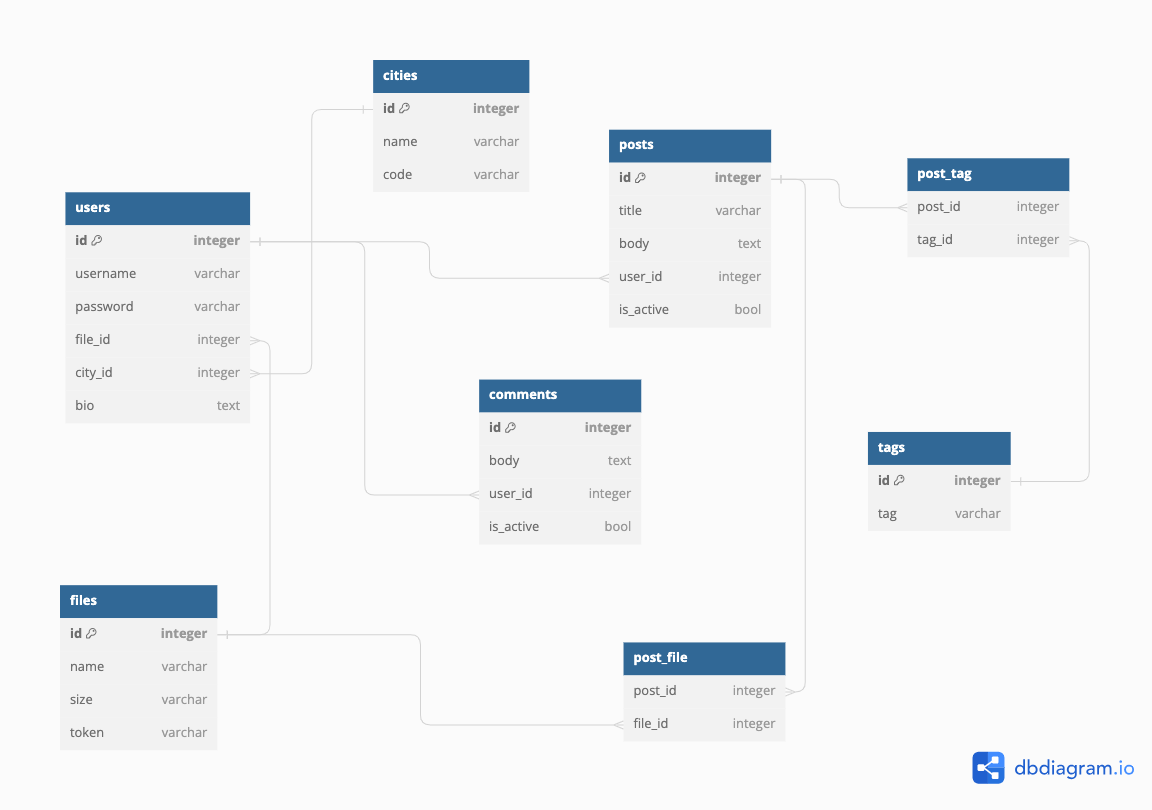 cities
id integer
name varchar
code varchar
posts
id integer
title varchar
body text
user_id integer
is_active bool
post_tag
post_id integer
tag_id integer
users
id integer
username varchar
password varchar
file_id integer
city_id integer
bio text
comments
id integer
body text
user_id integer
is_active bool
tags
id integer
tag varchar
files
id integer
name varchar
size varchar
token varchar
post_file
post_id integer
file_id integer
dbdiagram.io